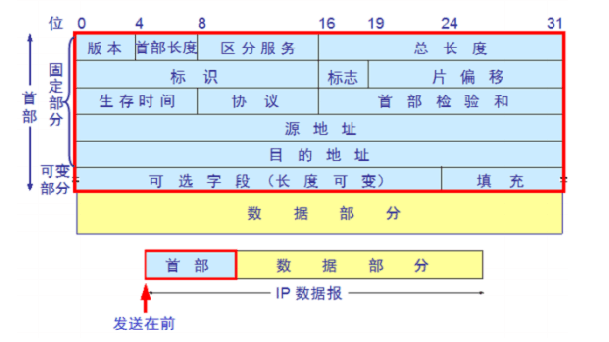 位 0 4 8 16 19 24 31
版本 首部长度 区分服务 总长度
标识 标志 片偏移
生存时间 协议 首部检验和
源地址
目的地址
可选字段（长度可变） 填充
首部
固定部分
可变部分
数据部分
首部 数据部分
IP 数据报
发送在前